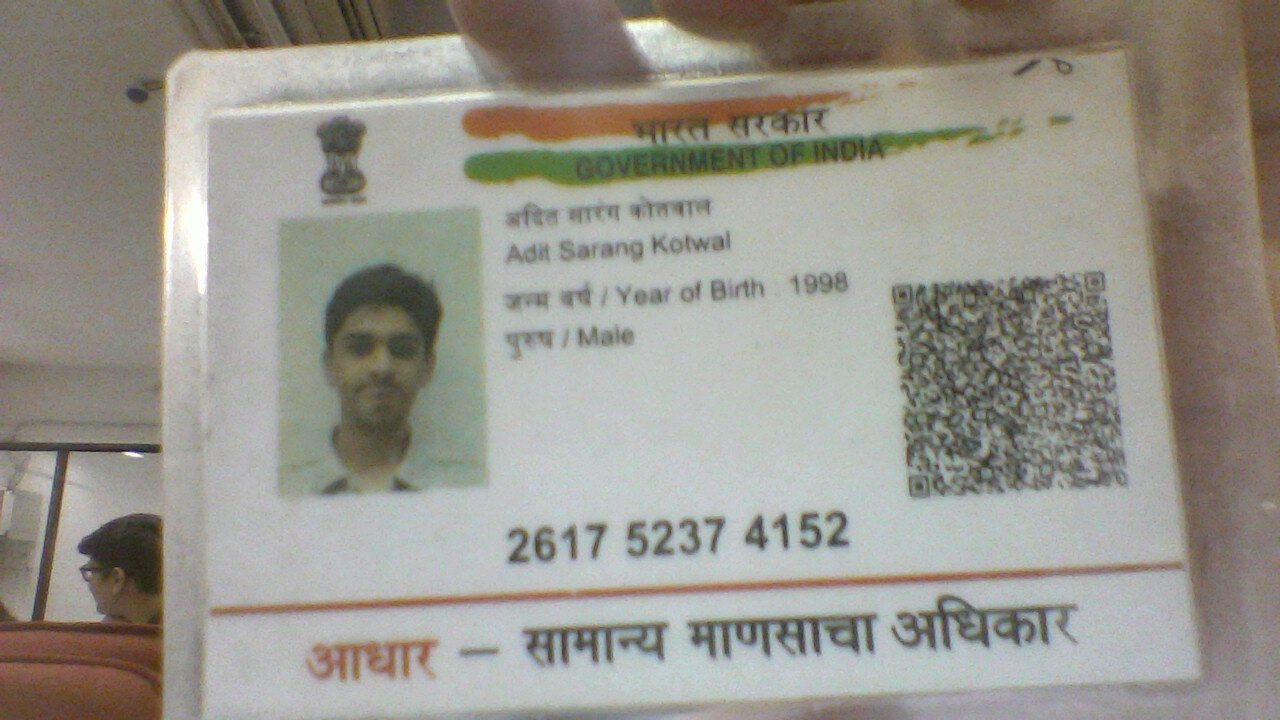 भारत सरकार
GOVERNMENT OF INDIA
अदित सारंग कोतवाल
Adit Sarang Kotwal
जन्म वर्ष / Year of Birth : 1998
पुरुष / Male
2617 5237 4152
आधार – सामान्य माणसाचा अधिकार